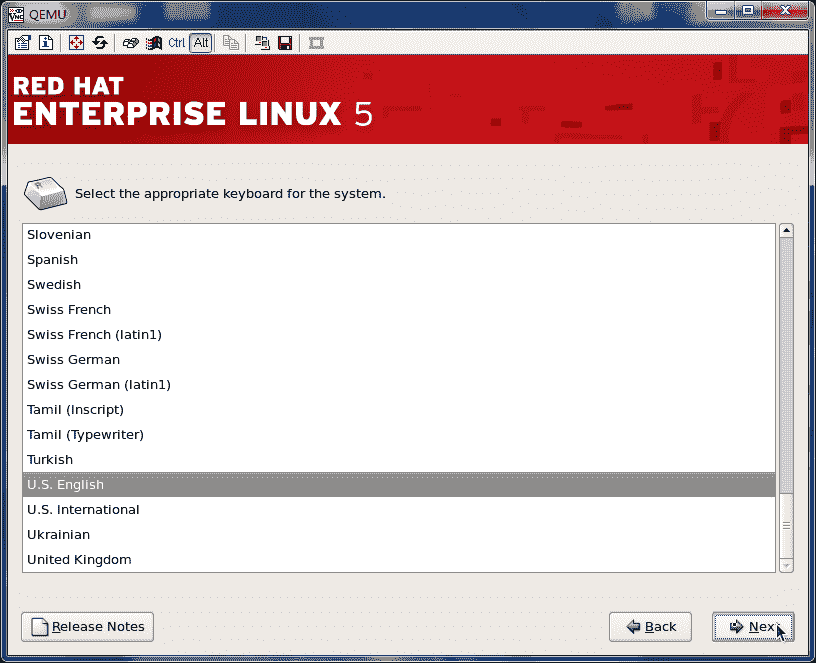 QEMU
Ctrl Alt
RED HAT
ENTERPRISE LINUX 5
Select the appropriate keyboard for the system.
Slovenian
Spanish
Swedish
Swiss French
Swiss French (latin1)
Swiss German
Swiss German (latin1)
Tamil (Inscript)
Tamil (Typewriter)
Turkish
U.S. English
U.S. International
Ukrainian
United Kingdom
Release Notes
Back
Next